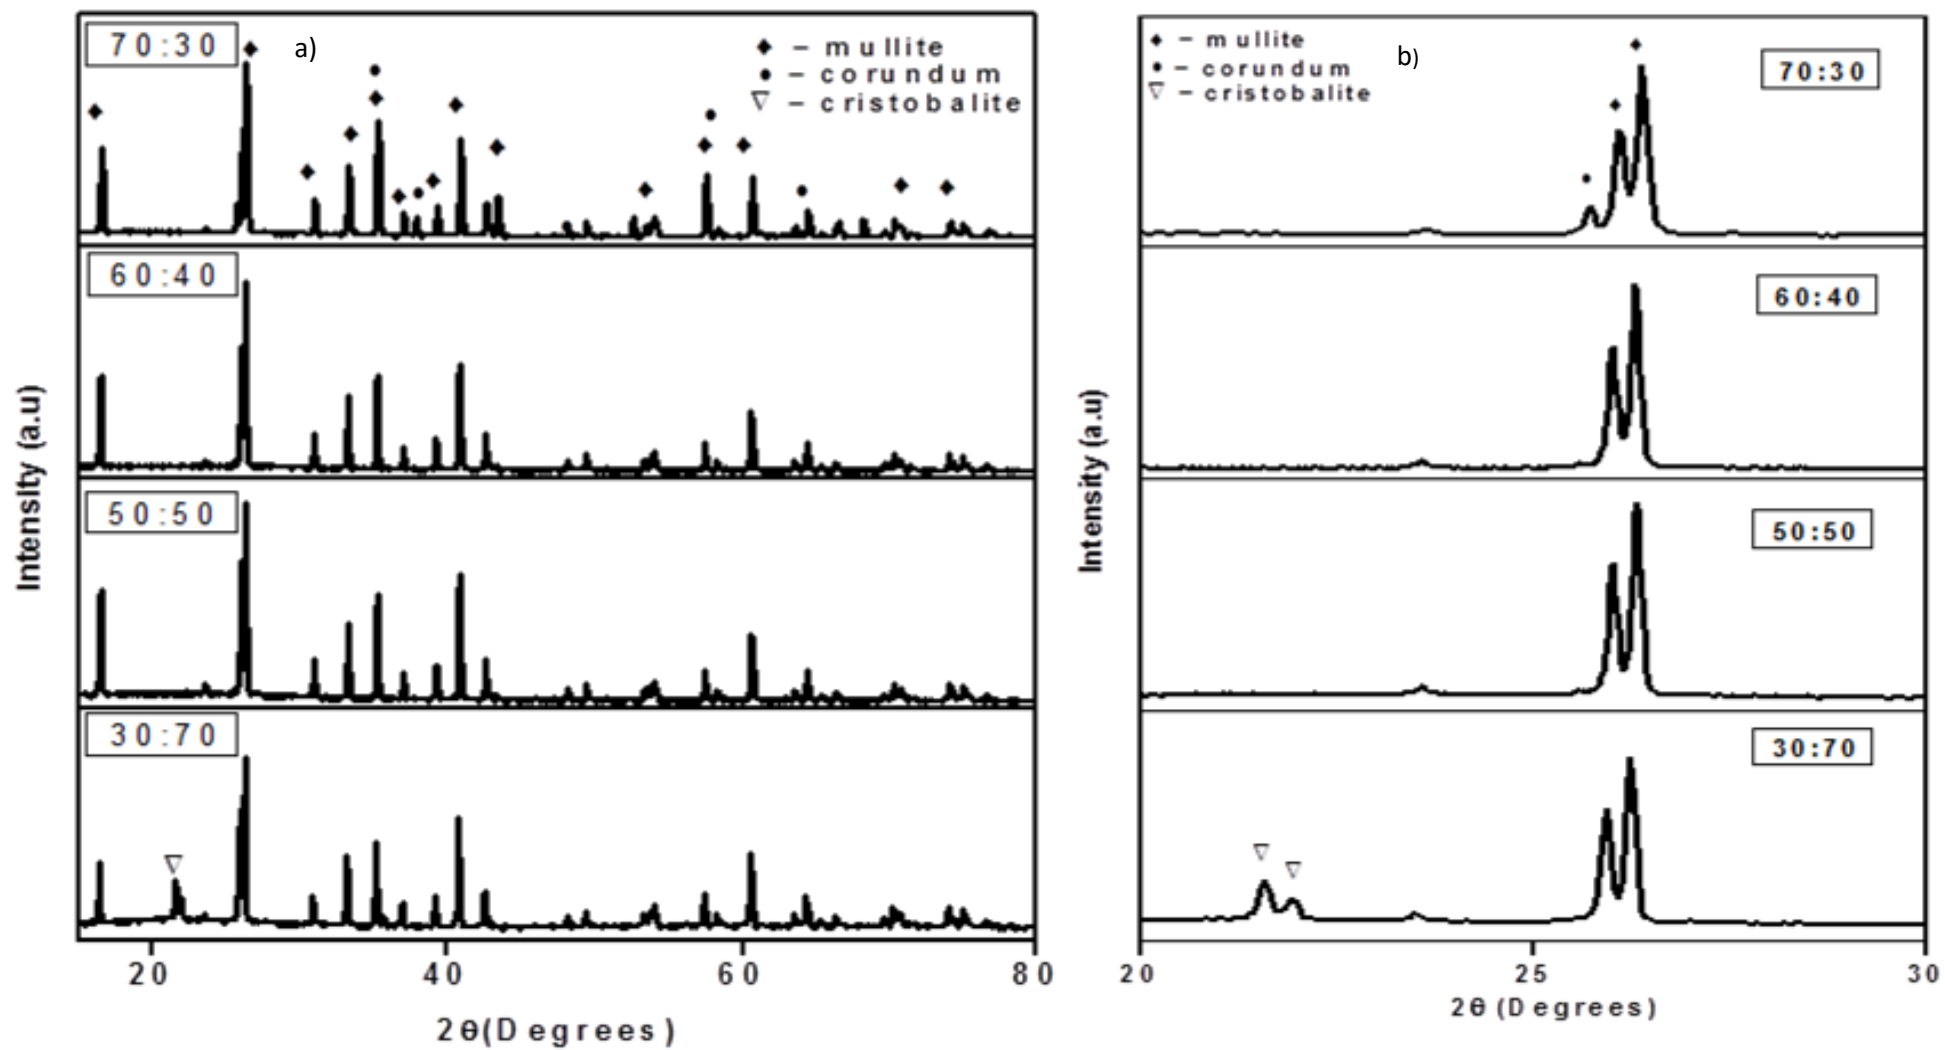 70:30
a)
◆ – mullite
● – corundum
▽ – cristobalite
60:40
50:50
30:70
Intensity (a.u)
20 40 60 80
2θ(Degrees)
◆ – mullite
● – corundum
▽ – cristobalite
b)
70:30
60:40
50:50
30:70
Intensity (a.u)
20 25 30
2θ (Degrees)